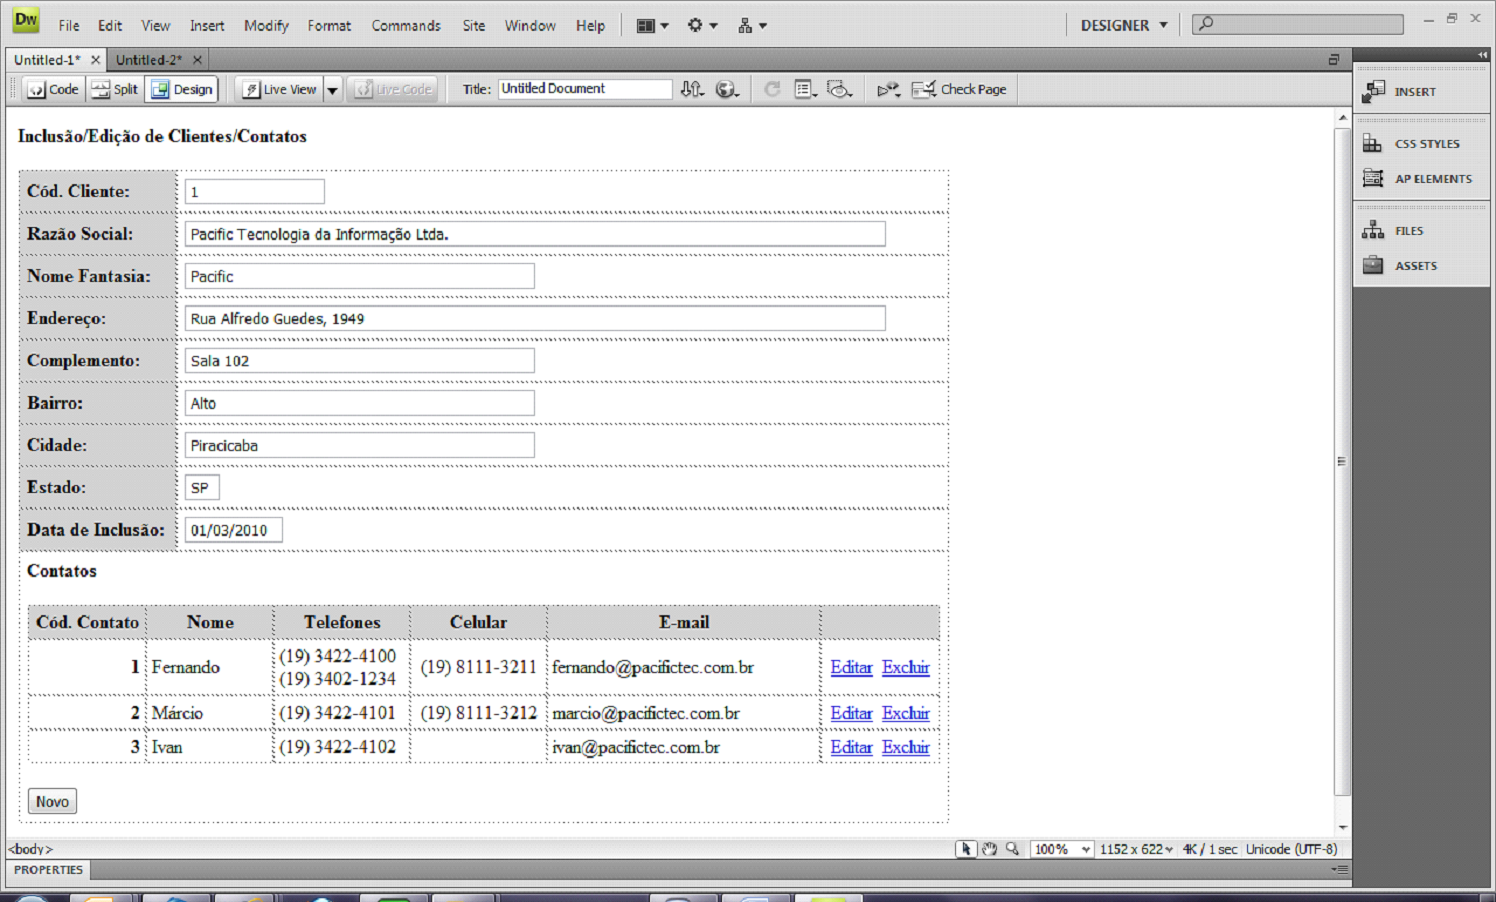 Dw File Edit View Insert Modify Format Commands Site Window Help DESIGNER
Untitled-1* Untitled-2*
Code Split Design Live View Live Code Title: Untitled Document Check Page
INSERT
CSS STYLES
AP ELEMENTS
FILES
ASSETS
Inclusão/Edição de Clientes/Contatos
Cód. Cliente: 1
Razão Social: Pacific Tecnologia da Informação Ltda.
Nome Fantasia: Pacific
Endereço: Rua Alfredo Guedes, 1949
Complemento: Sala 102
Bairro: Alto
Cidade: Piracicaba
Estado: SP
Data de Inclusão: 01/03/2010
Contatos
Cód. Contato Nome Telefones Celular E-mail
1 Fernando (19) 3422-4100 (19) 8111-3211 fernando@pacifictec.com.br Editar Excluir
(19) 3402-1234
2 Márcio (19) 3422-4101 (19) 8111-3212 marcio@pacifictec.com.br Editar Excluir
3 Ivan (19) 3422-4102 ivan@pacifictec.com.br Editar Excluir
Novo
<body> 100% 1152 x 622 4K / 1 sec Unicode (UTF-8)
PROPERTIES